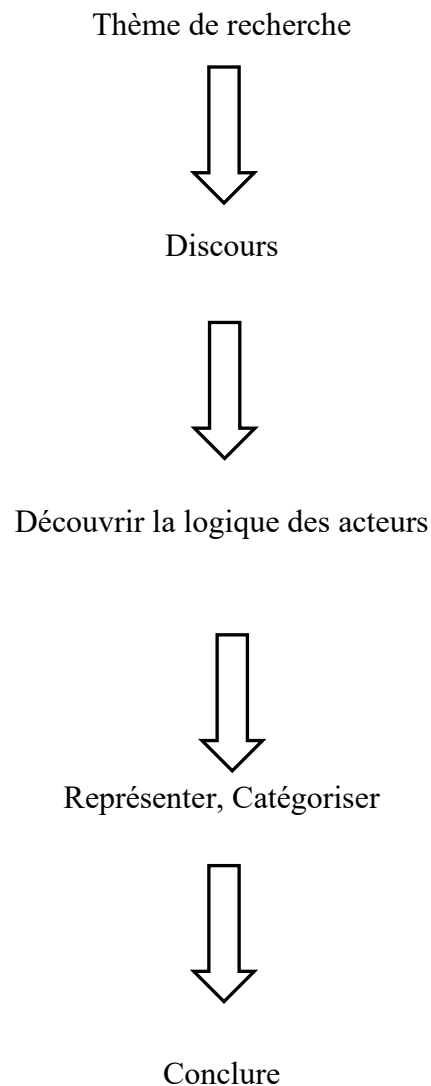 Thème de recherche
Discours
Découvrir la logique des acteurs
Représenter, Catégoriser
Conclure